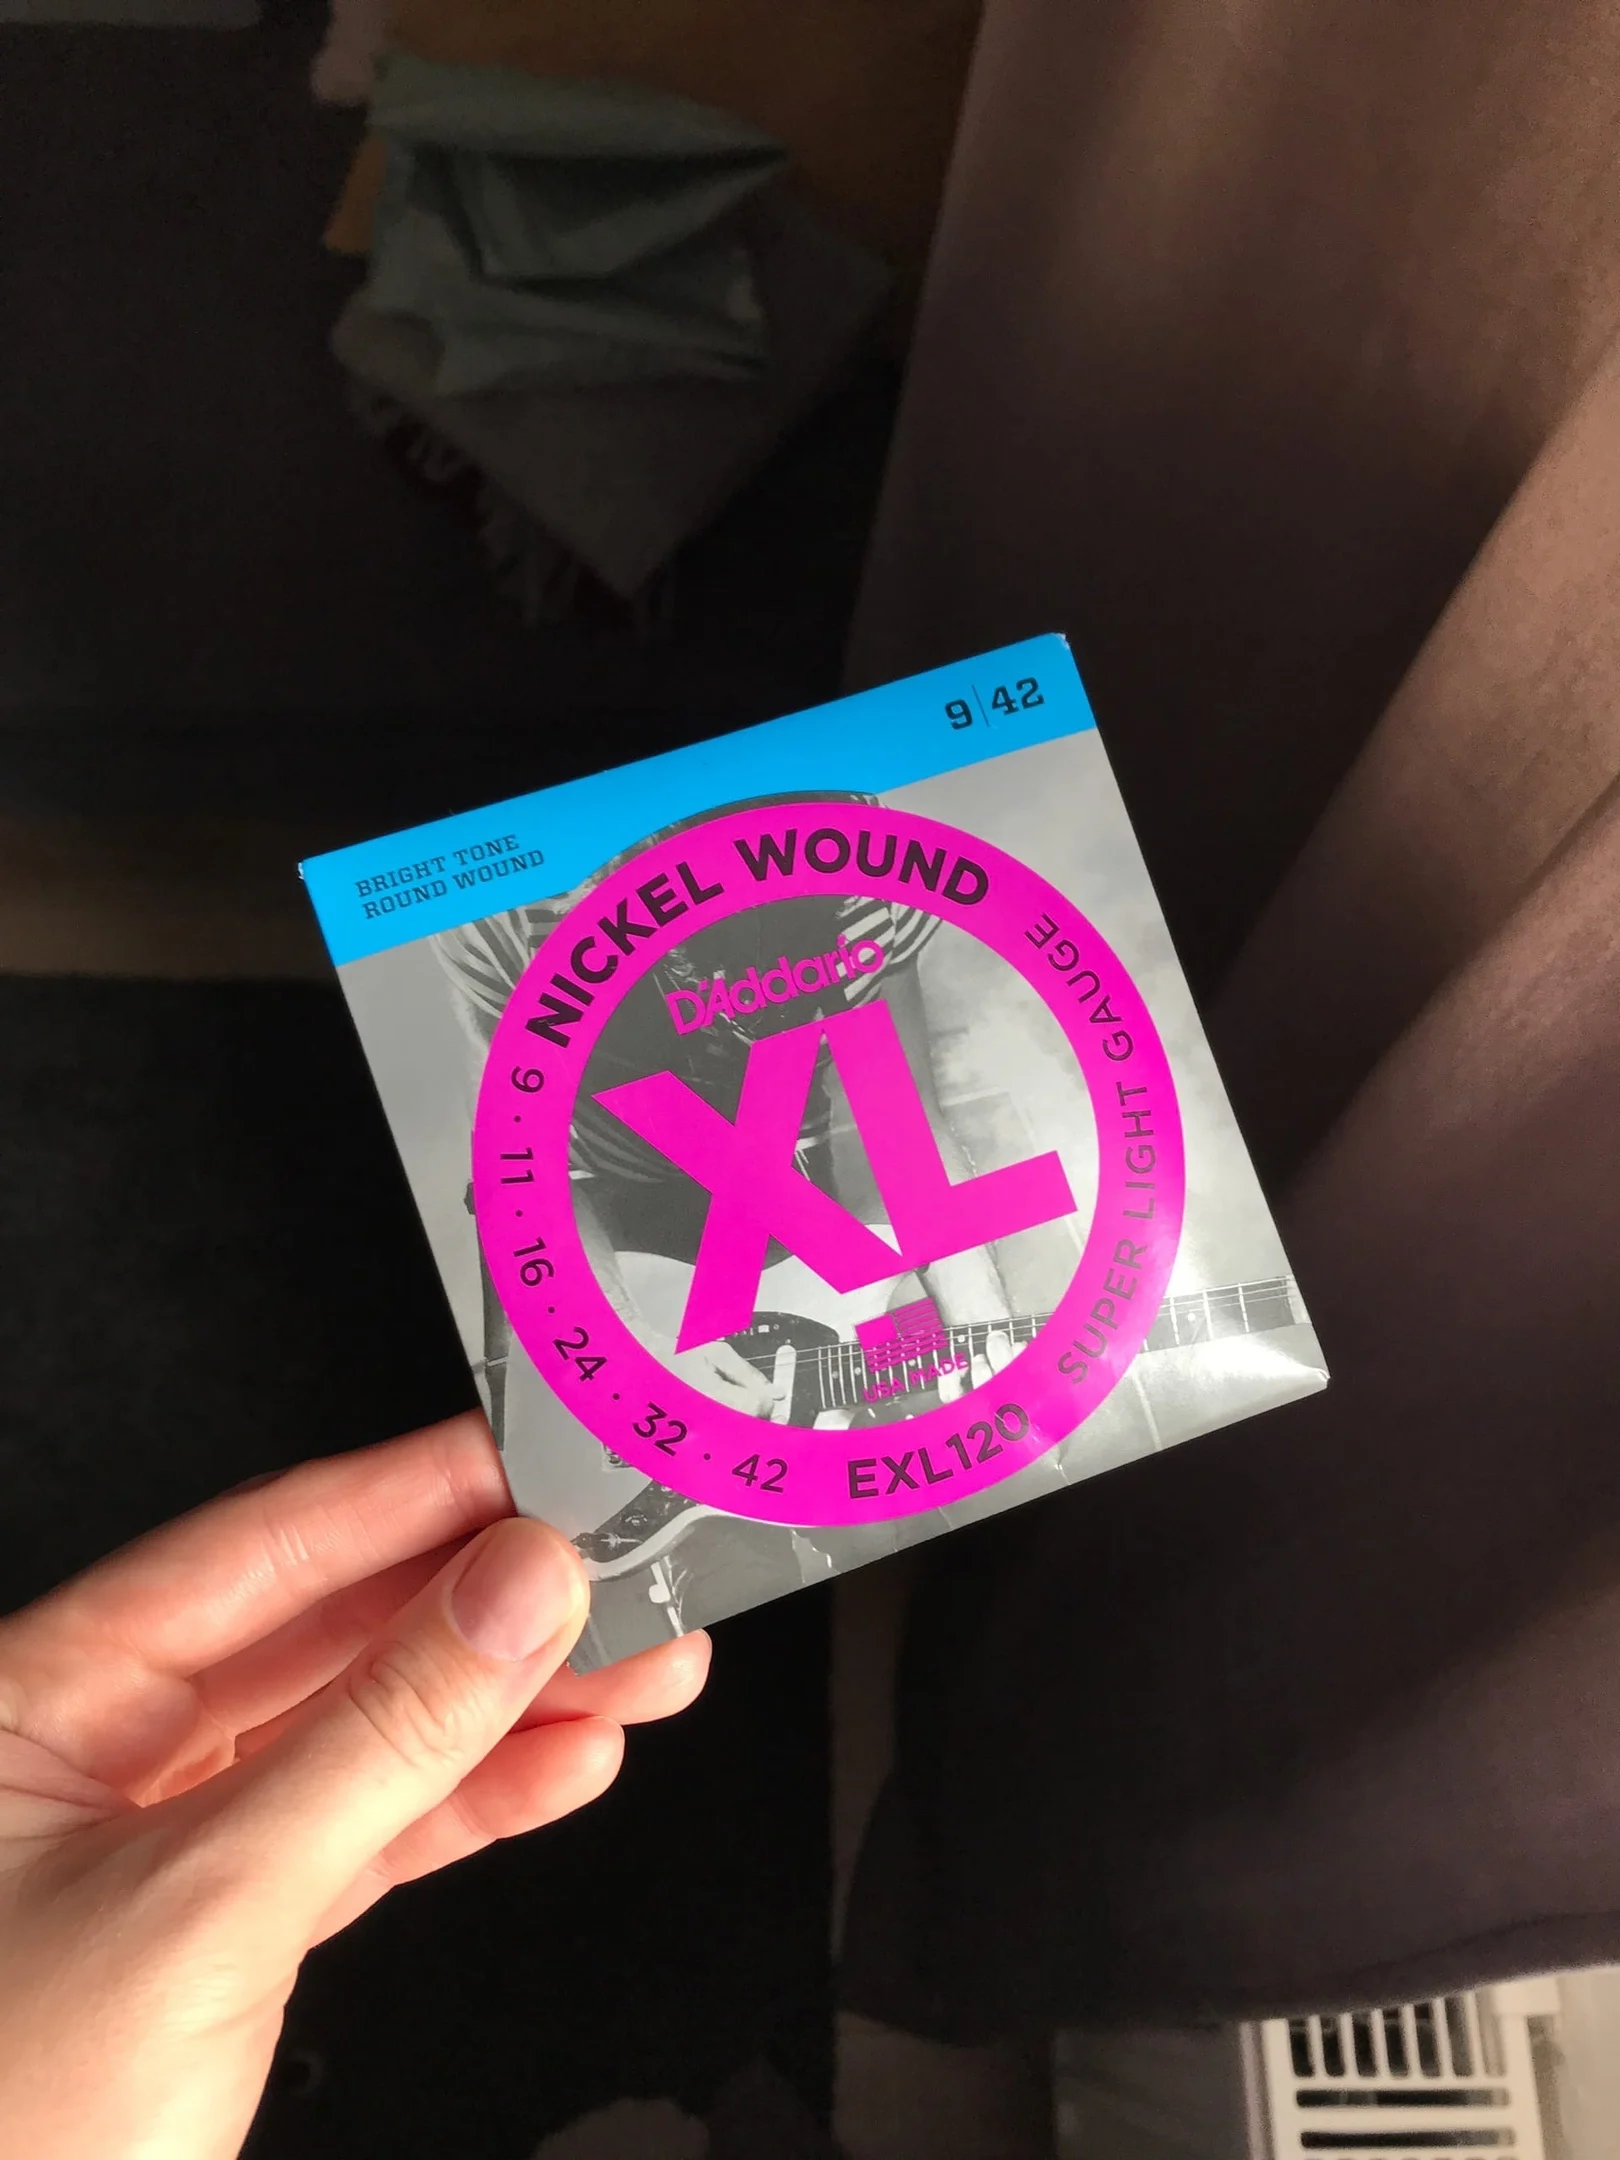 9|42
BRIGHT TONE
ROUND WOUND
NICKEL WOUND
D'Addario
XL
USA MADE
9 · 11 · 16 · 24 · 32 · 42
EXL120
SUPER LIGHT GAUGE